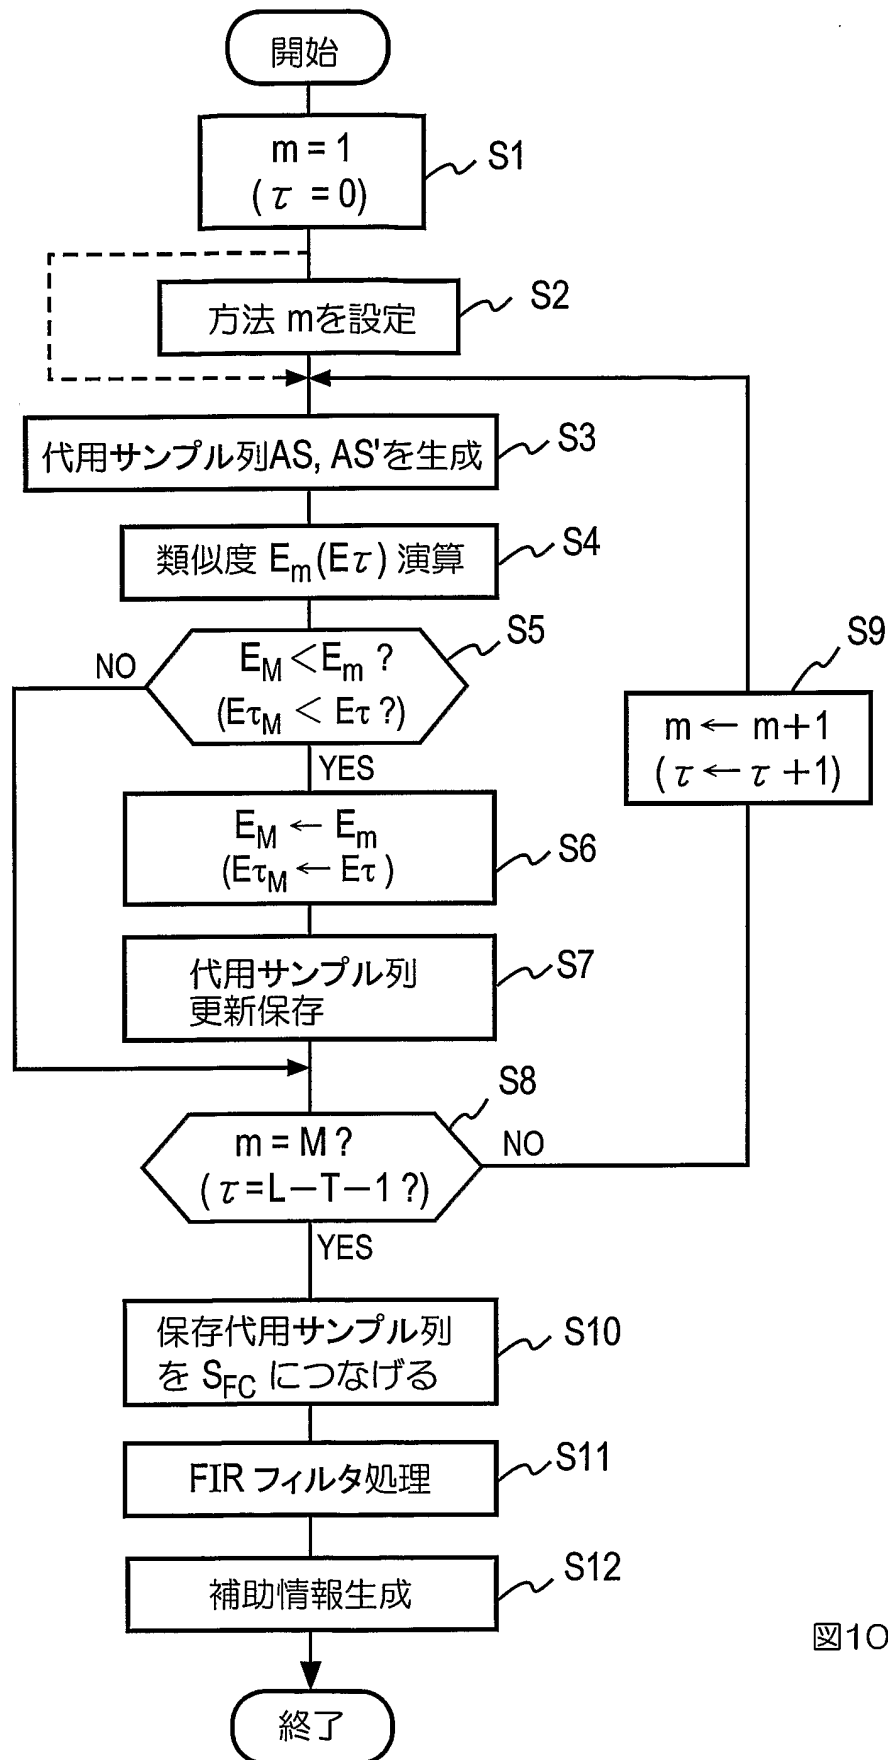 開始
m = 1
( τ = 0)
S1
方法 mを設定
S2
代用サンプル列AS, AS'を生成
S3
類似度 Em(Eτ) 演算
S4
EM < Em ?
(EτM < Eτ ?)
S5
NO
YES
EM ← Em
(EτM ← Eτ )
S6
代用サンプル列
更新保存
S7
m = M ?
( τ =L-T-1 ?)
S8
NO
YES
m ← m+1
( τ ← τ +1)
S9
保存代用サンプル列
を SFC につなげる
S10
FIR フィルタ処理
S11
補助情報生成
S12
終了
図10